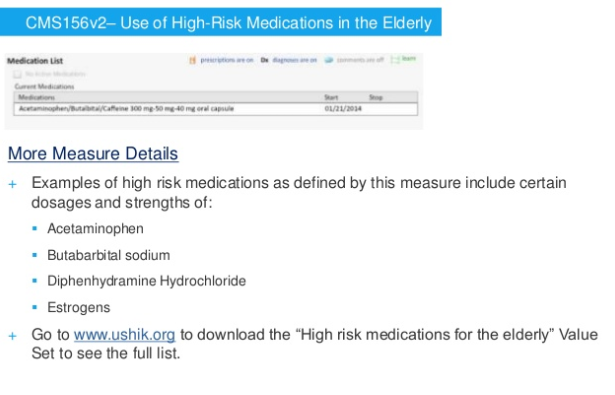 CMS156v2– Use of High-Risk Medications in the Elderly
Medication List
prescriptions are on Dx diagnoses are on comments are off learn
No Active Medications
Current Medications
Medications Start Stop
Acetaminophen/Butalbital/Caffeine 300 mg-50 mg-40 mg oral capsule 01/21/2014
More Measure Details
+ Examples of high risk medications as defined by this measure include certain
dosages and strengths of:
▪ Acetaminophen
▪ Butabarbital sodium
▪ Diphenhydramine Hydrochloride
▪ Estrogens
+ Go to www.ushik.org to download the “High risk medications for the elderly” Value
Set to see the full list.